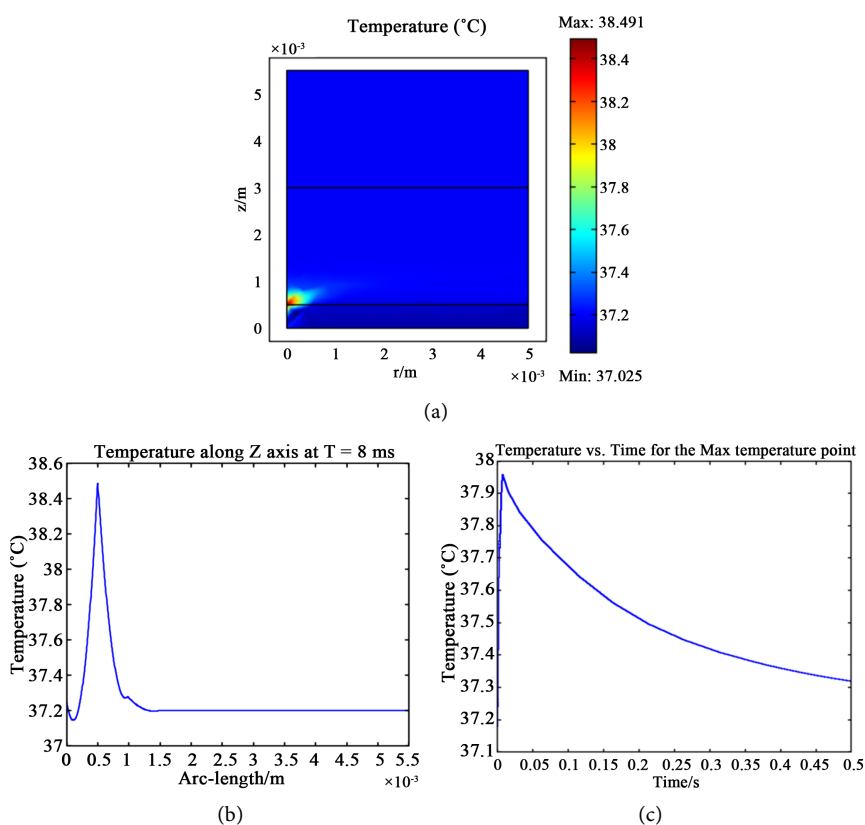 Temperature (˚C)
Max: 38.491
×10⁻³
5
4
3
2
1
0
z/m
0 1 2 3 4 5
r/m
×10⁻³
38.4
38.2
38
37.8
37.6
37.4
37.2
Min: 37.025
(a)
Temperature along Z axis at T = 8 ms
38.6
38.4
38.2
38
37.8
37.6
37.4
37.2
37
Temperature (˚C)
0 0.5 1 1.5 2 2.5 3 3.5 4 4.5 5 5.5
Arc-length/m
×10⁻³
(b)
Temperature vs. Time for the Max temperature point
38
37.9
37.8
37.7
37.6
37.5
37.4
37.3
37.2
37.1
Temperature (˚C)
0 0.05 0.1 0.15 0.2 0.25 0.3 0.35 0.4 0.45 0.5
Time/s
(c)